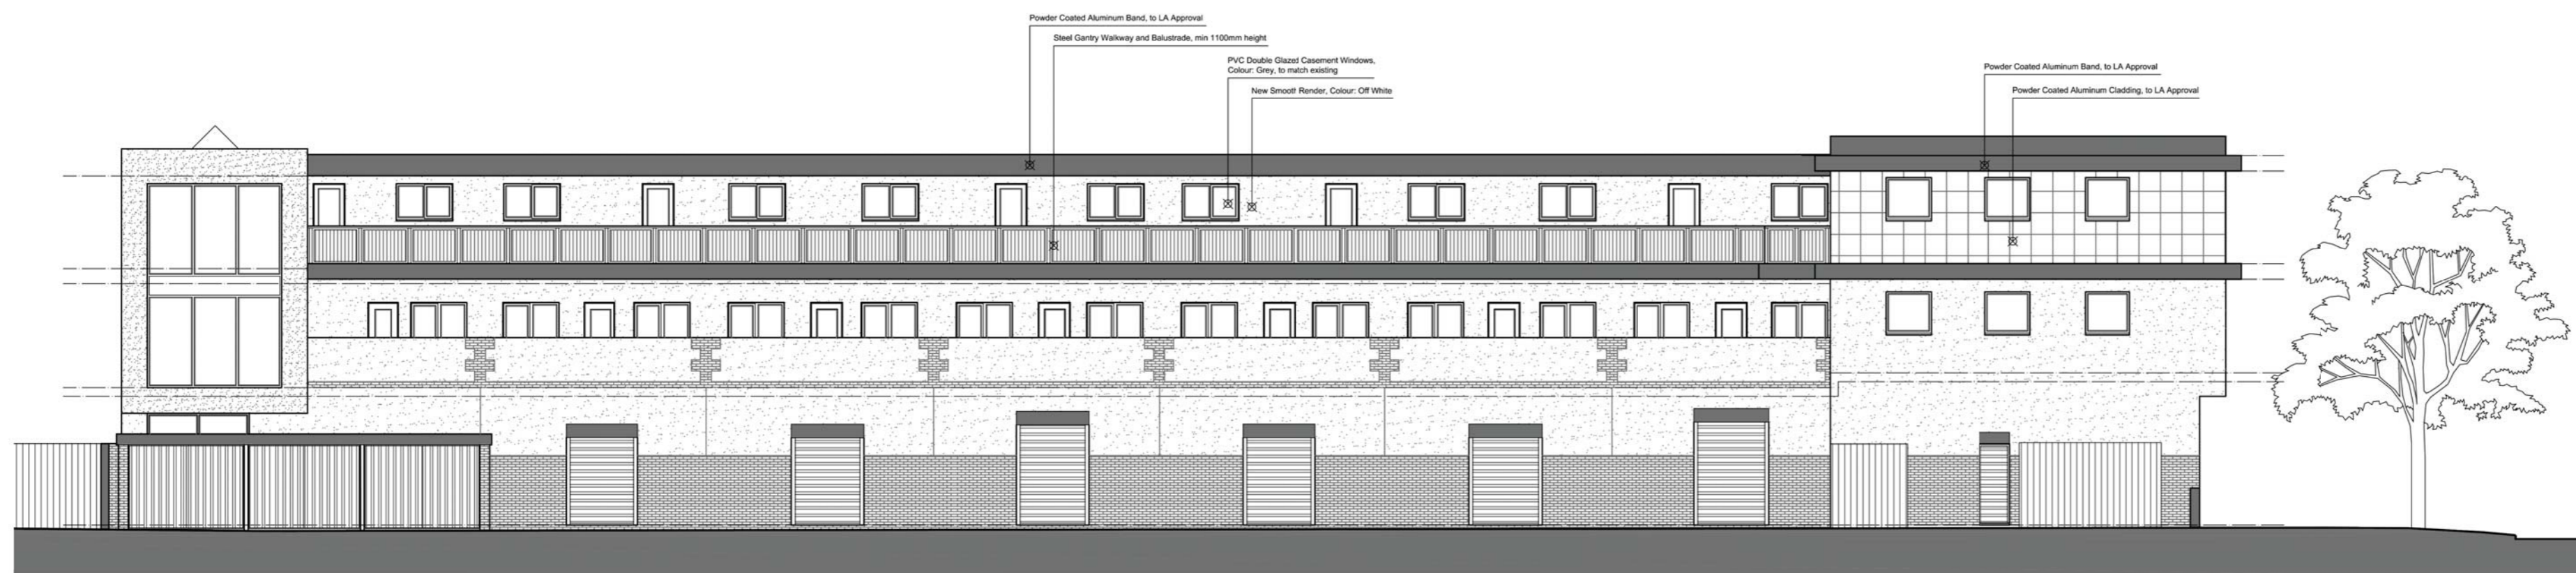 Powder Coated Aluminum Band, to LA Approval
Steel Gantry Walkway and Balustrade, min 1100mm height
PVC Double Glazed Casement Windows,
Colour: Grey, to match existing
New Smooth Render, Colour: Off White
Powder Coated Aluminum Band, to LA Approval
Powder Coated Aluminum Cladding, to LA Approval